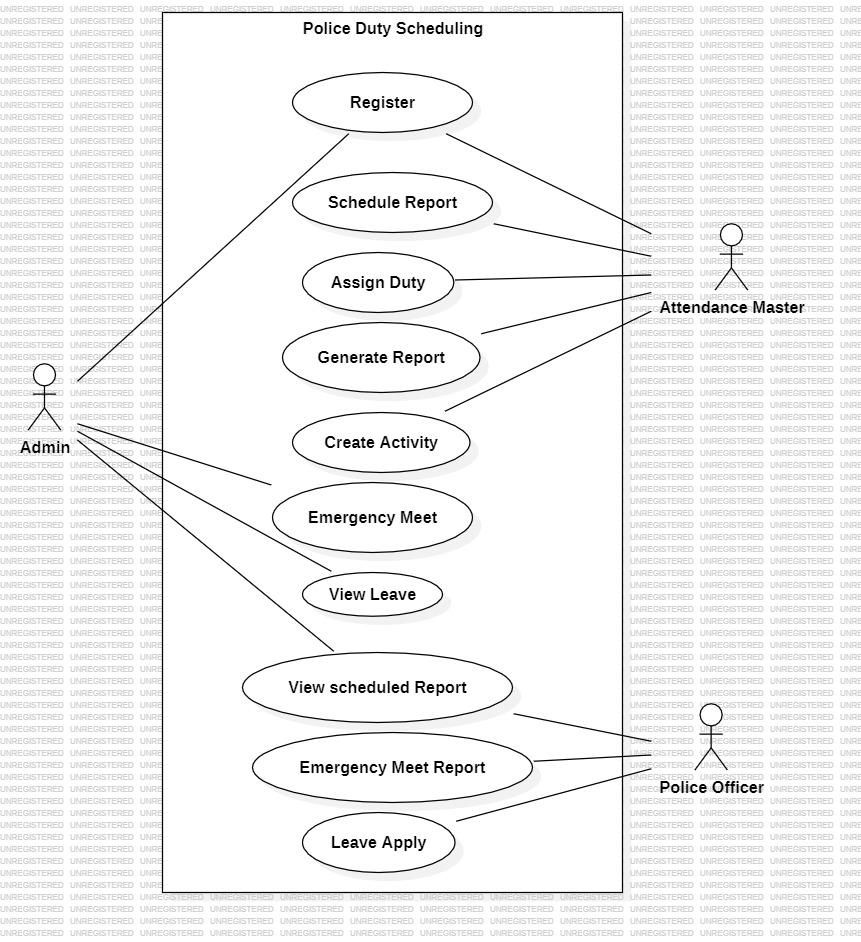 Police Duty Scheduling
Register
Schedule Report
Assign Duty
Attendance Master
Generate Report
Admin
Create Activity
Emergency Meet
View Leave
View scheduled Report
Emergency Meet Report
Police Officer
Leave Apply
UNREGISTERED